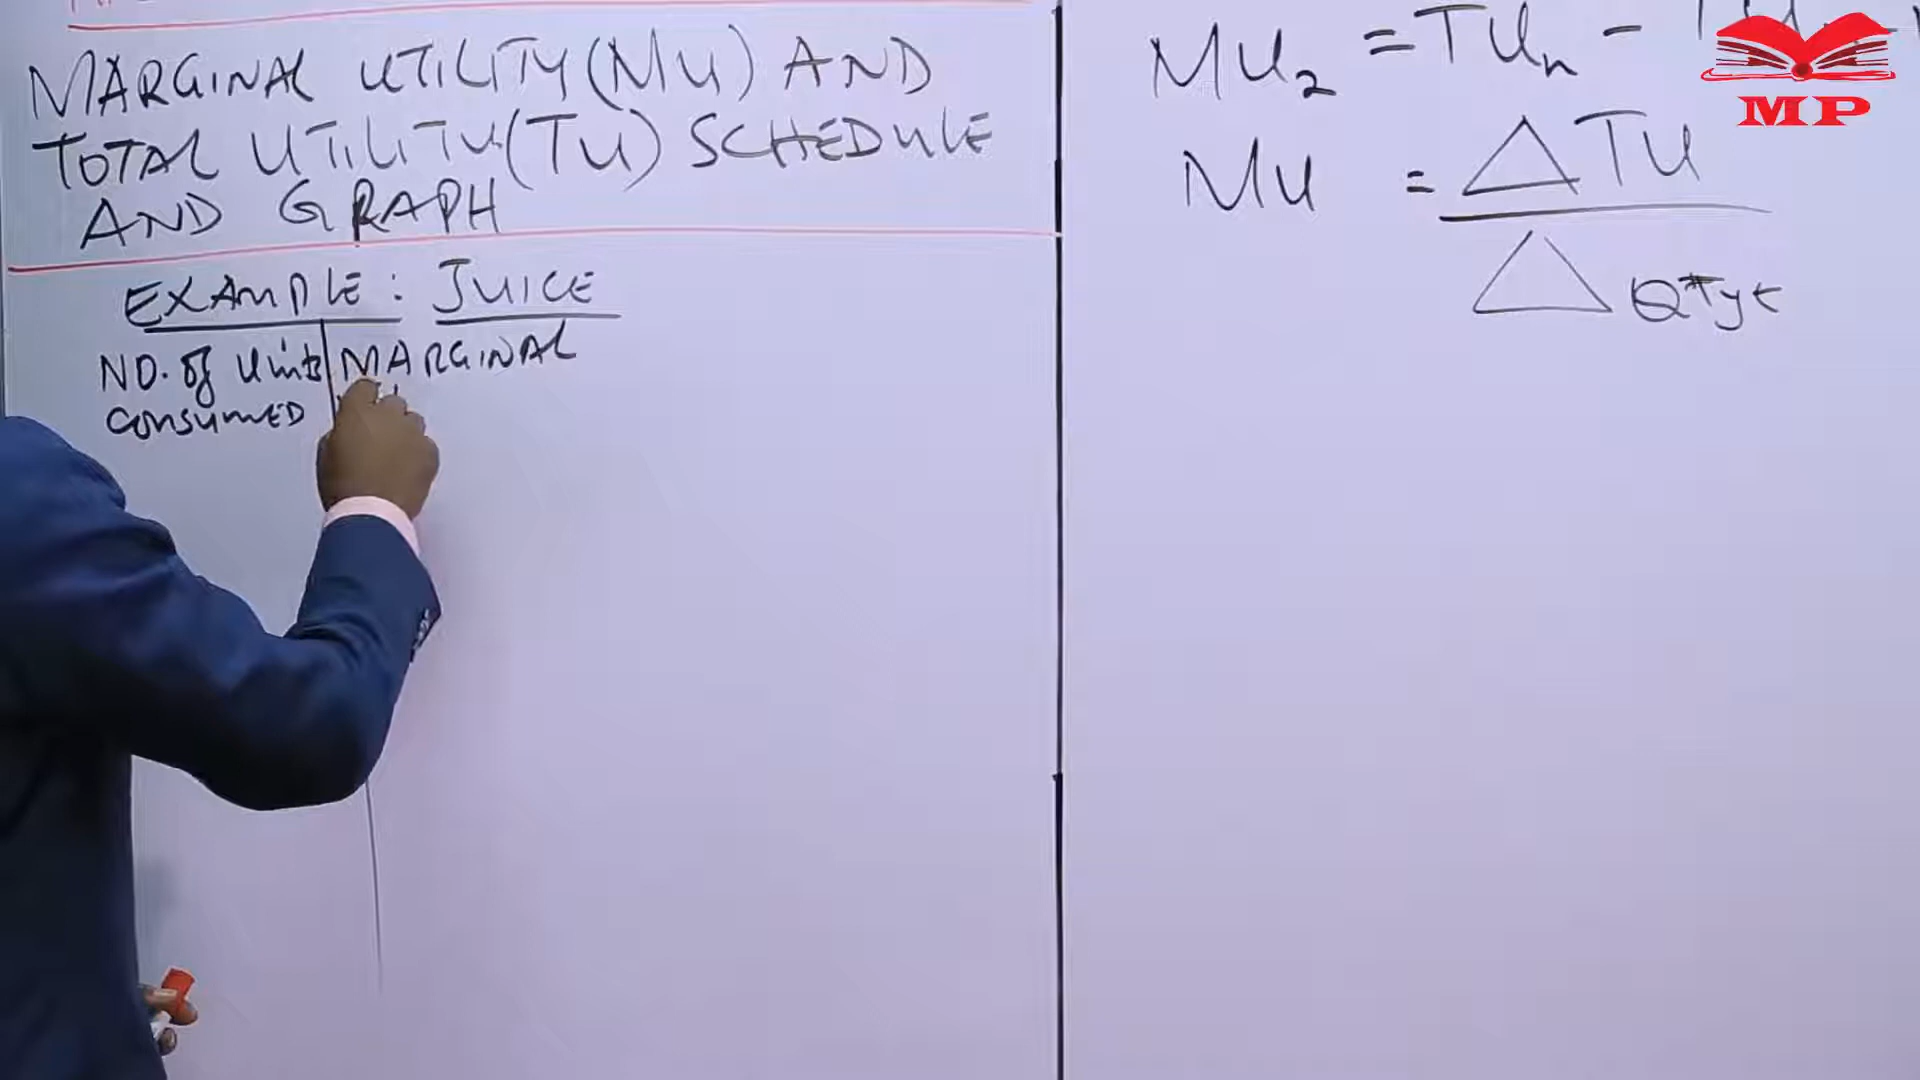 MARGINAL UTILITY (MU) AND
TOTAL UTILITY (TU) SCHEDULE
AND GRAPH
EXAMPLE: JUICE
NO. of units MARGINAL
consumED
MU₂ = TUₙ -
MU = ΔTU
Δ QTyt
MP